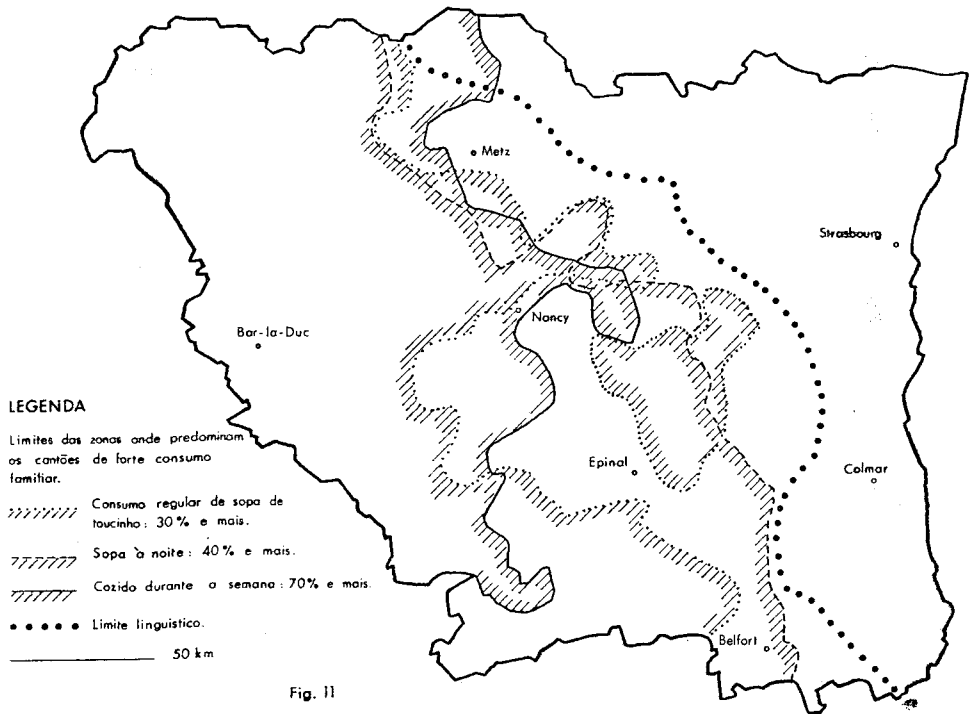 Metz
Strasbourg
Nancy
Bar-la-Duc
LEGENDA
Limites das zonas onde predominam
os cantões de forte consumo
familiar.
Epinal
Colmar
Consumo regular de sopa de
toucinho: 30% e mais.
Sopa à noite: 40% e mais.
Cozido durante a semana: 70% e mais.
Limite linguístico.
Belfort
50 km
Fig. 11